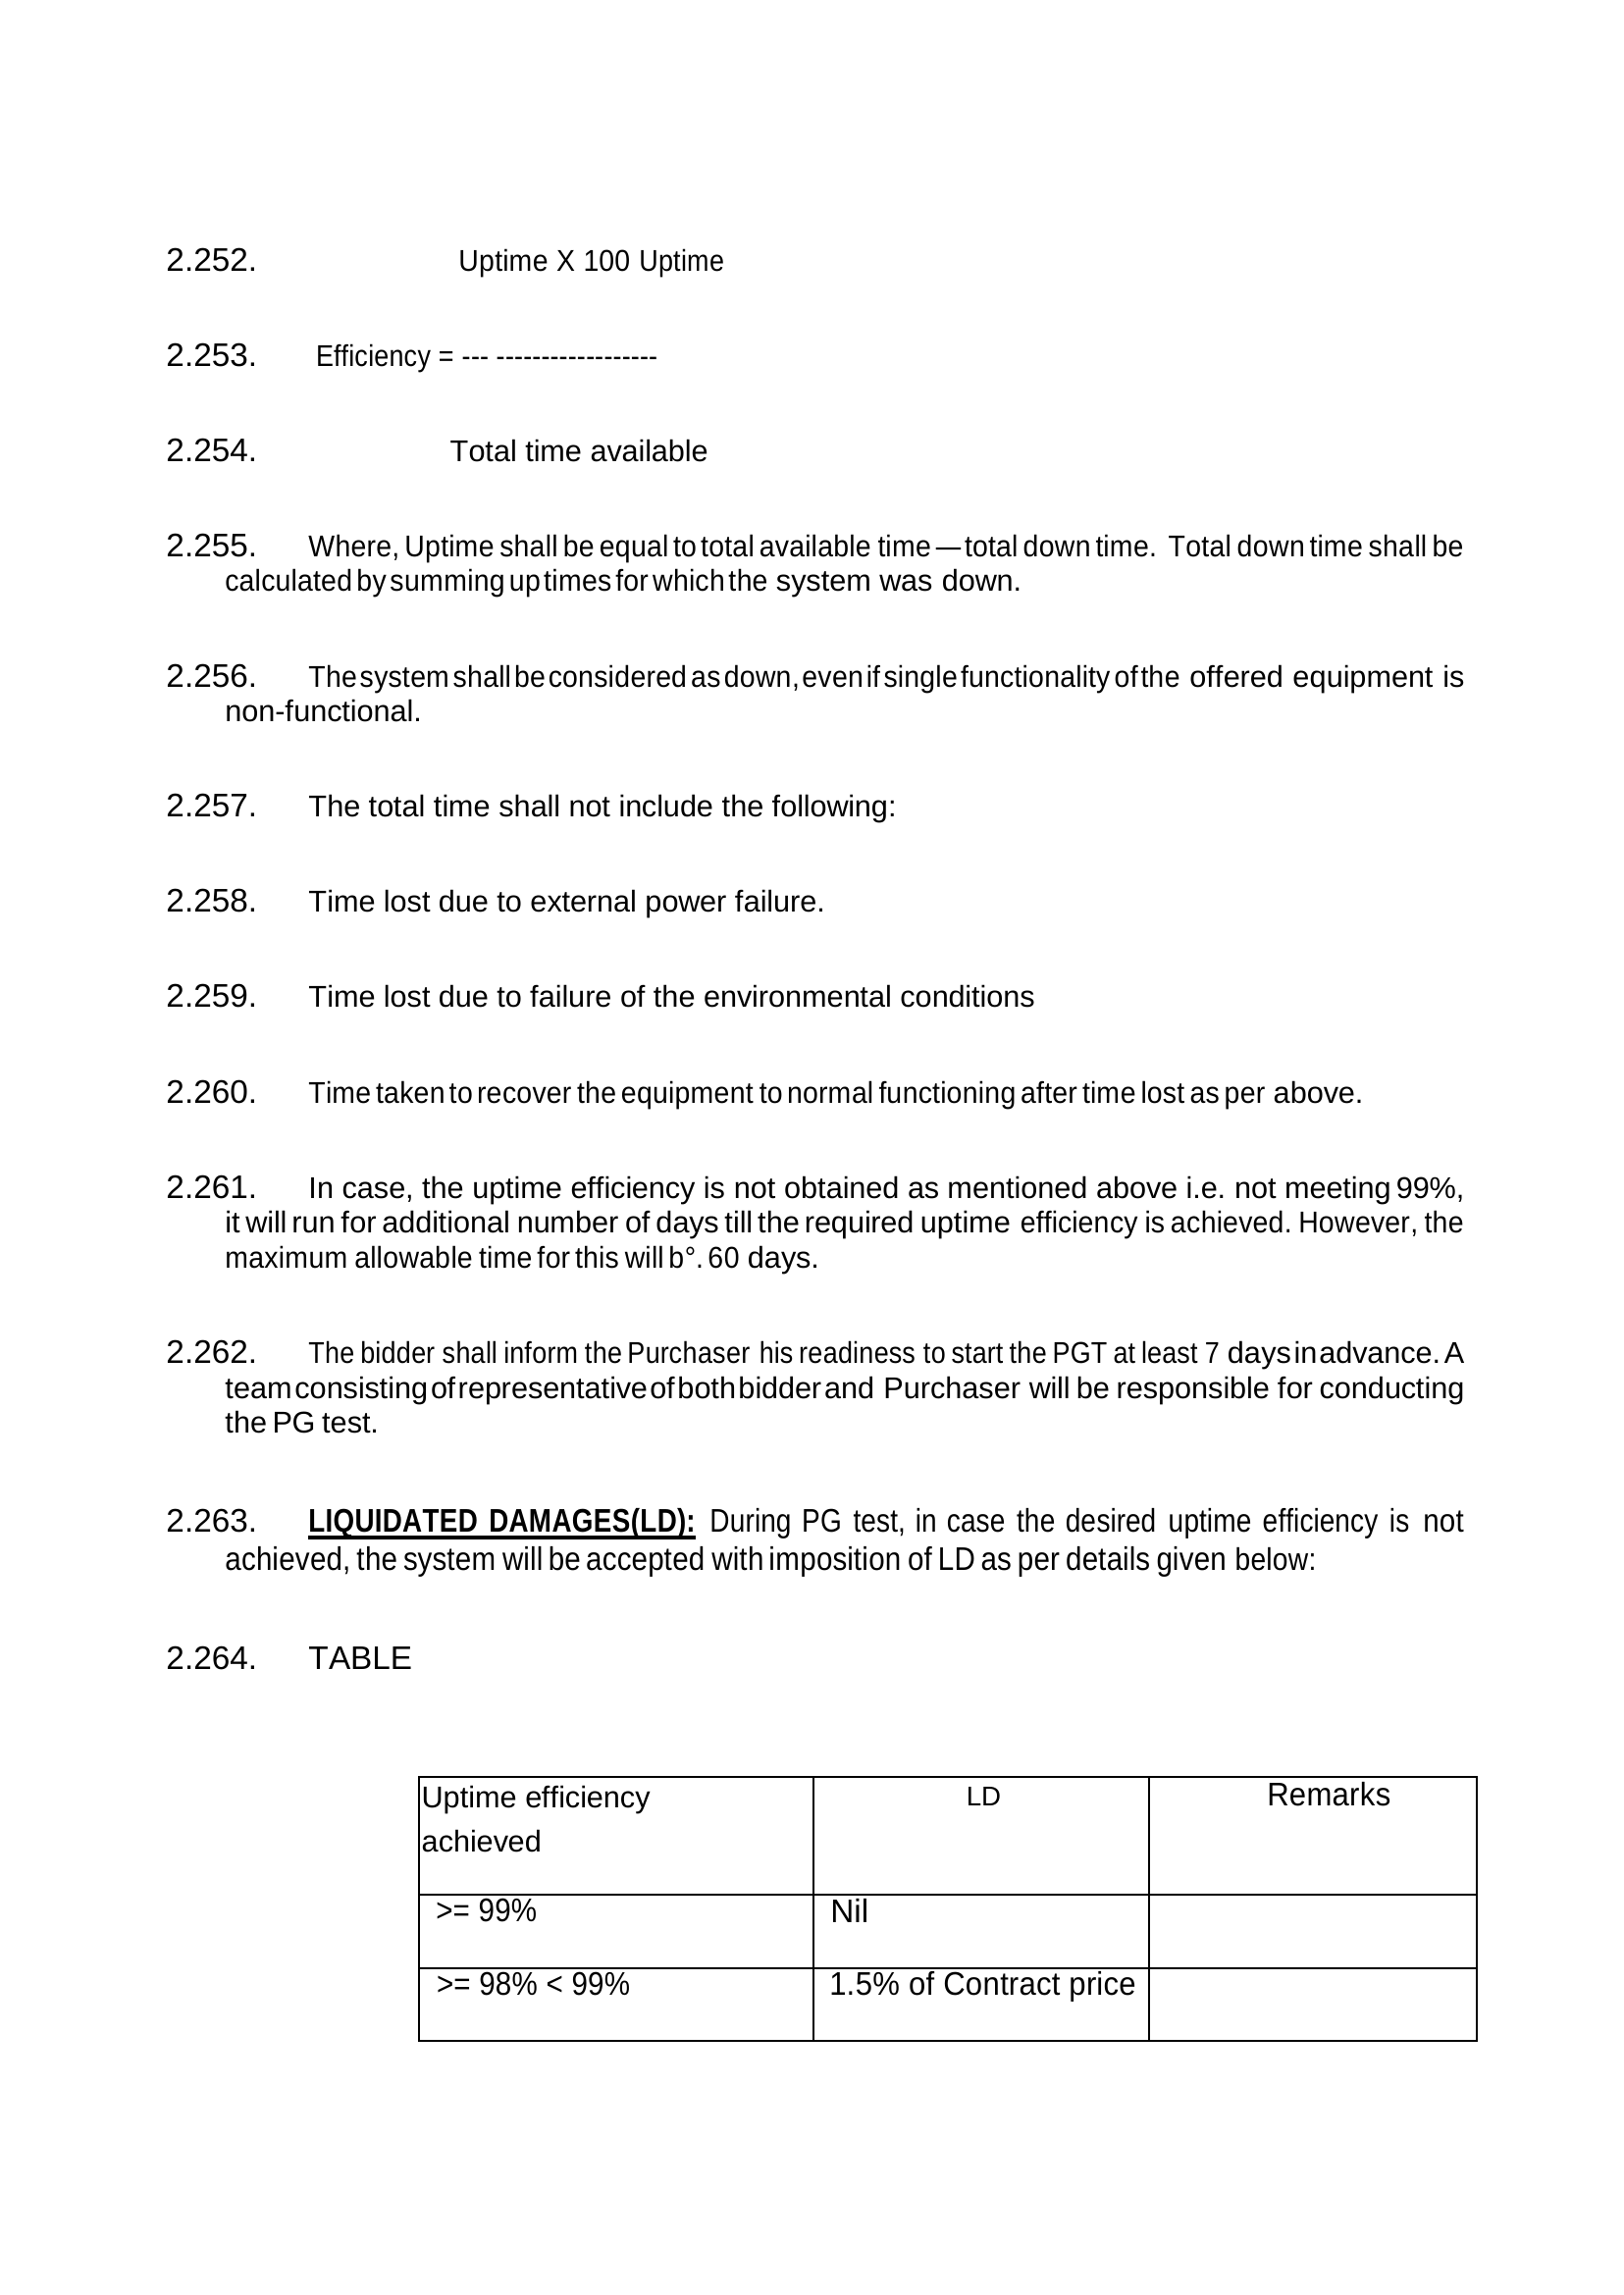 2.252. Uptime X 100 Uptime
2.253. Efficiency = --- ------------------
2.254. Total time available
2.255. Where, Uptime shall be equal to total available time — total down time. Total down time shall be
calculated by summing up times for which the system was down.
2.256. The system shall be considered as down, even if single functionality of the offered equipment is
non-functional.
2.257. The total time shall not include the following:
2.258. Time lost due to external power failure.
2.259. Time lost due to failure of the environmental conditions
2.260. Time taken to recover the equipment to normal functioning after time lost as per above.
2.261. In case, the uptime efficiency is not obtained as mentioned above i.e. not meeting 99%,
it will run for additional number of days till the required uptime efficiency is achieved. However, the
maximum allowable time for this will b°. 60 days.
2.262. The bidder shall inform the Purchaser his readiness to start the PGT at least 7 days in advance. A
team consisting of representative of both bidder and Purchaser will be responsible for conducting
the PG test.
2.263. LIQUIDATED DAMAGES(LD): During PG test, in case the desired uptime efficiency is not
achieved, the system will be accepted with imposition of LD as per details given below:
2.264. TABLE
Uptime efficiency
achieved
LD
Remarks
>= 99%
Nil
>= 98% < 99%
1.5% of Contract price